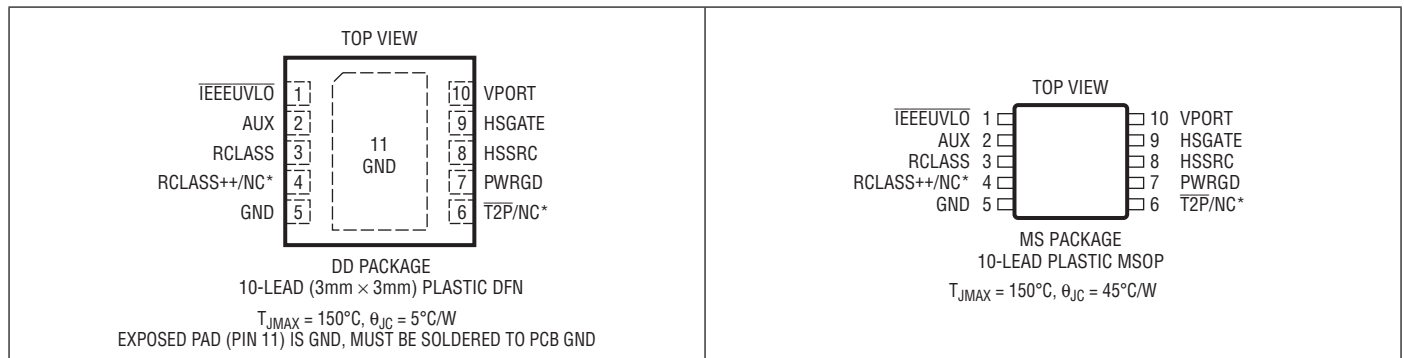 TOP VIEW
IEEEUVLO 1
AUX 2
RCLASS 3
RCLASS++/NC* 4
GND 5
11
GND
10 VPORT
9 HSGATE
8 HSSRC
7 PWRGD
6 T2P/NC*
DD PACKAGE
10-LEAD (3mm × 3mm) PLASTIC DFN
TJMAX = 150°C, θJC = 5°C/W
EXPOSED PAD (PIN 11) IS GND, MUST BE SOLDERED TO PCB GND
TOP VIEW
IEEEUVLO 1
AUX 2
RCLASS 3
RCLASS++/NC* 4
GND 5
10 VPORT
9 HSGATE
8 HSSRC
7 PWRGD
6 T2P/NC*
MS PACKAGE
10-LEAD PLASTIC MSOP
TJMAX = 150°C, θJC = 45°C/W